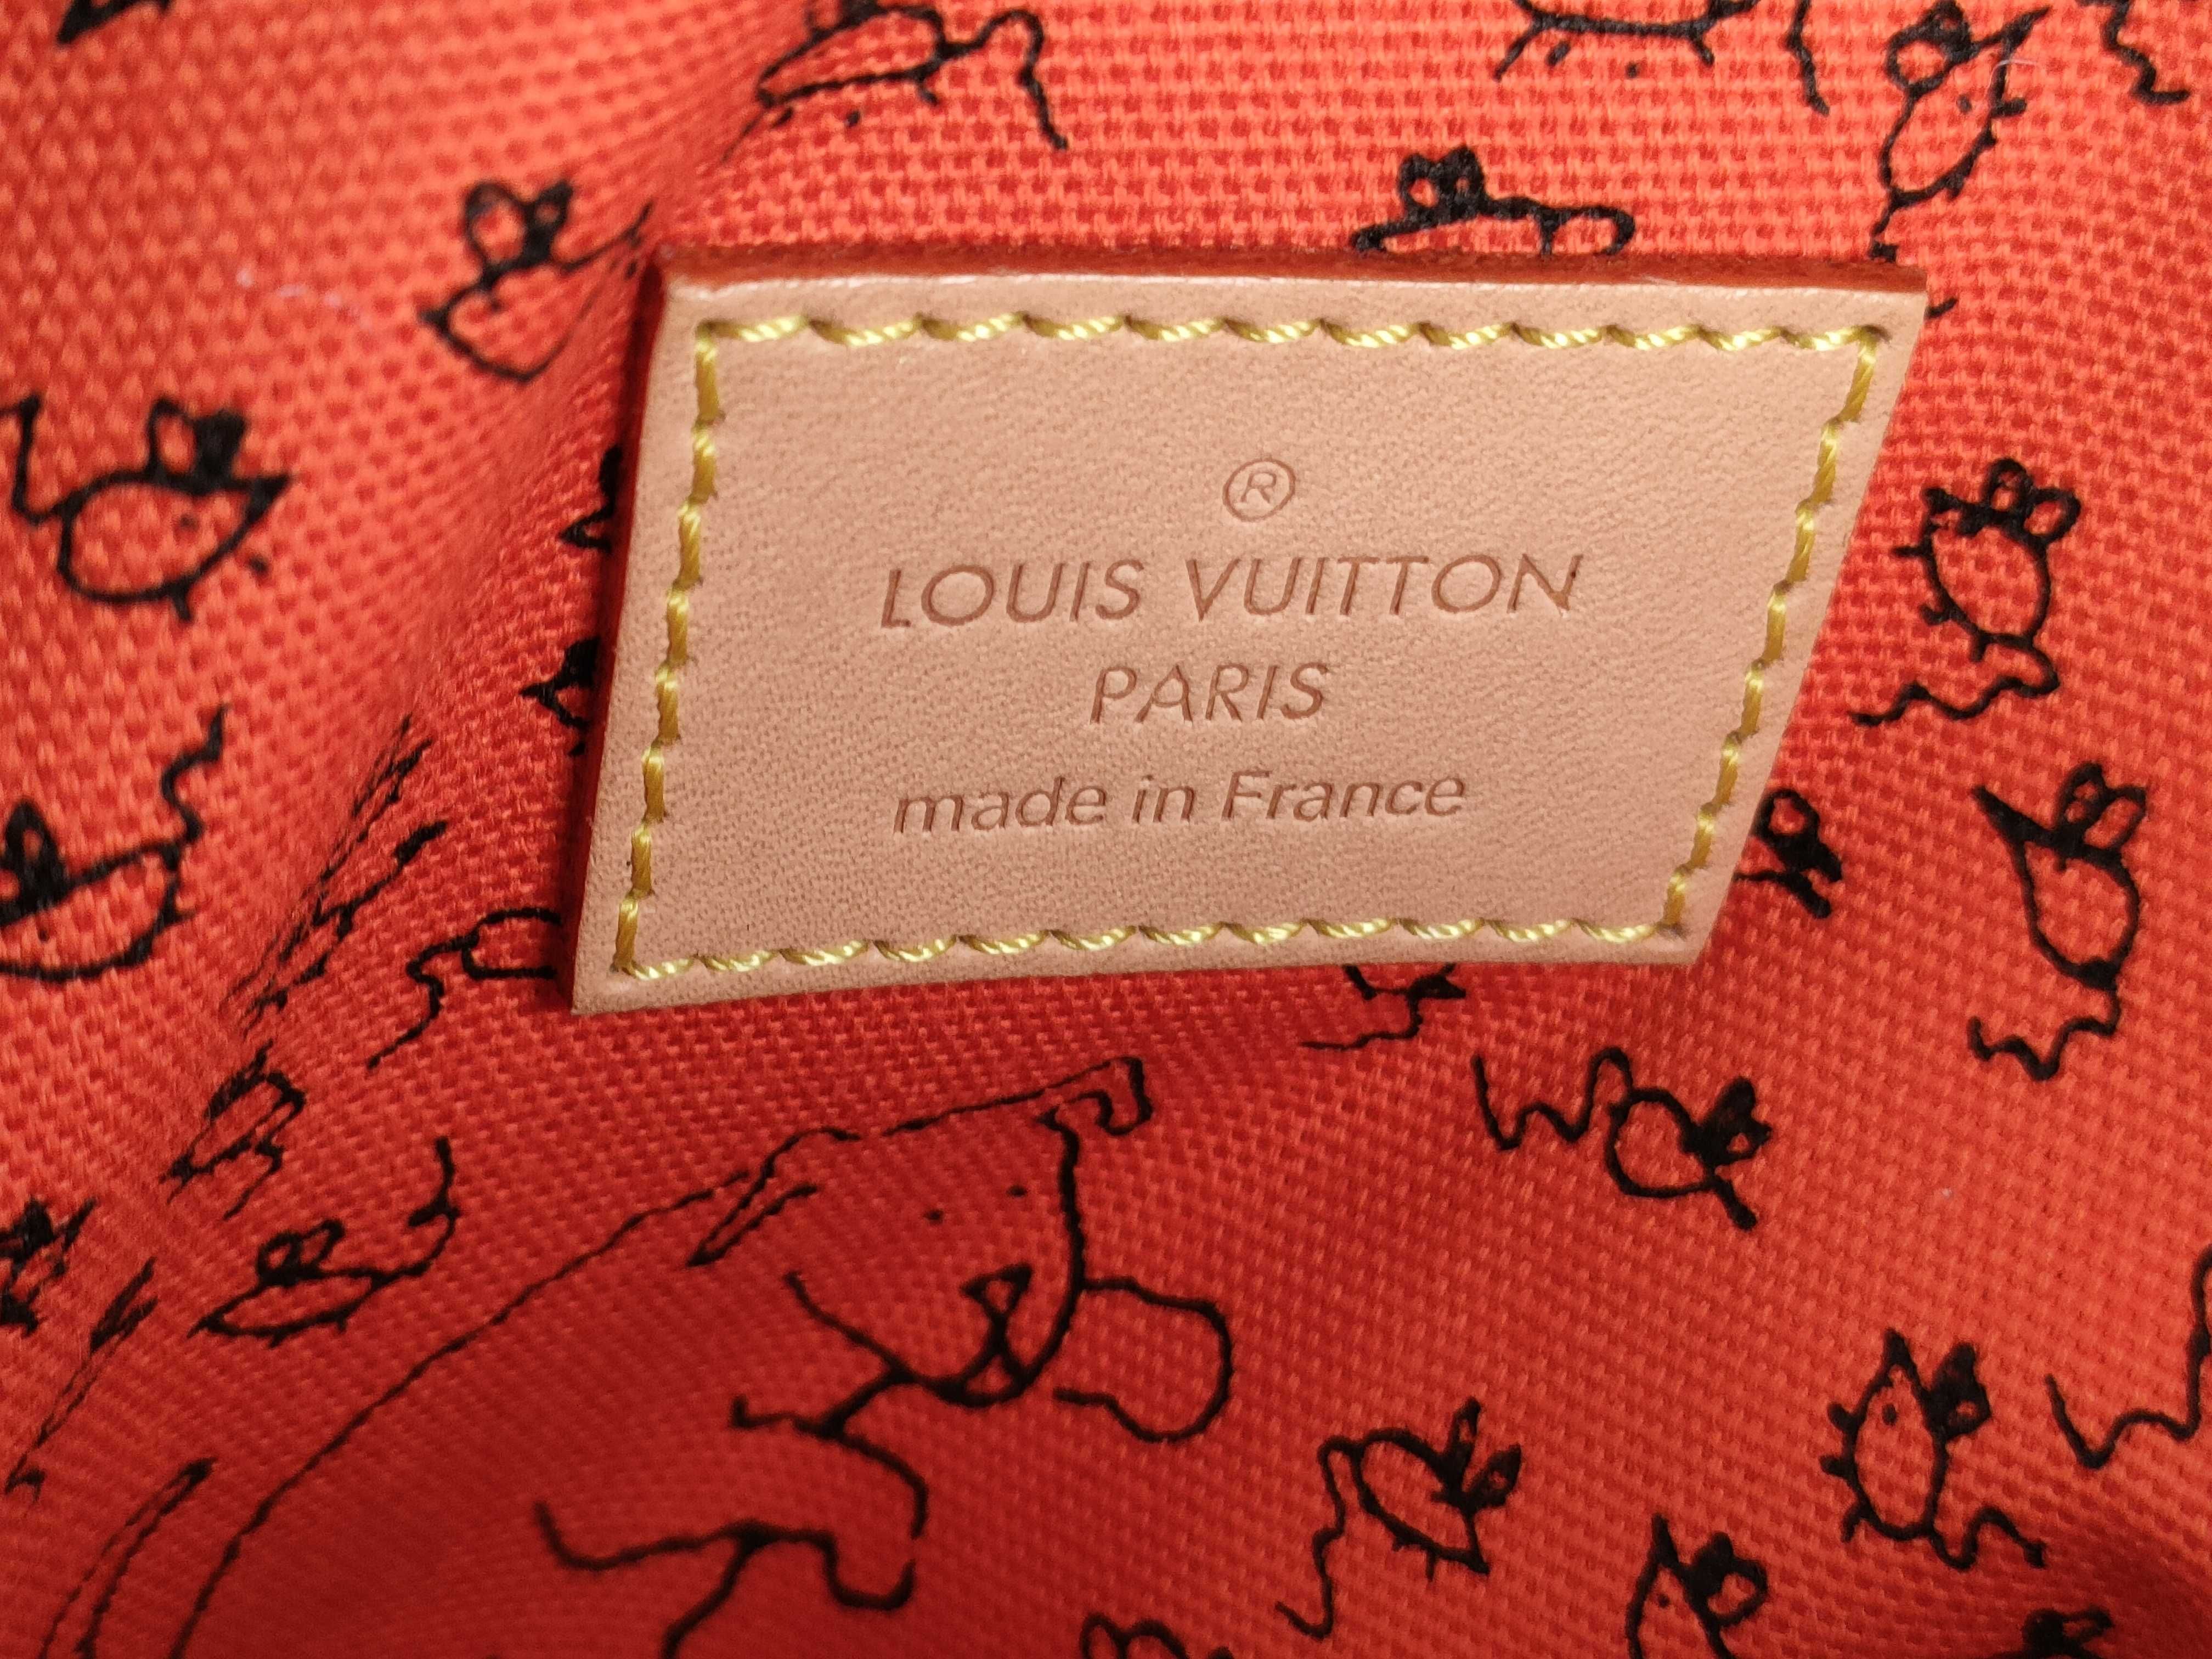 ®
LOUIS VUITTON
PARIS
made in France